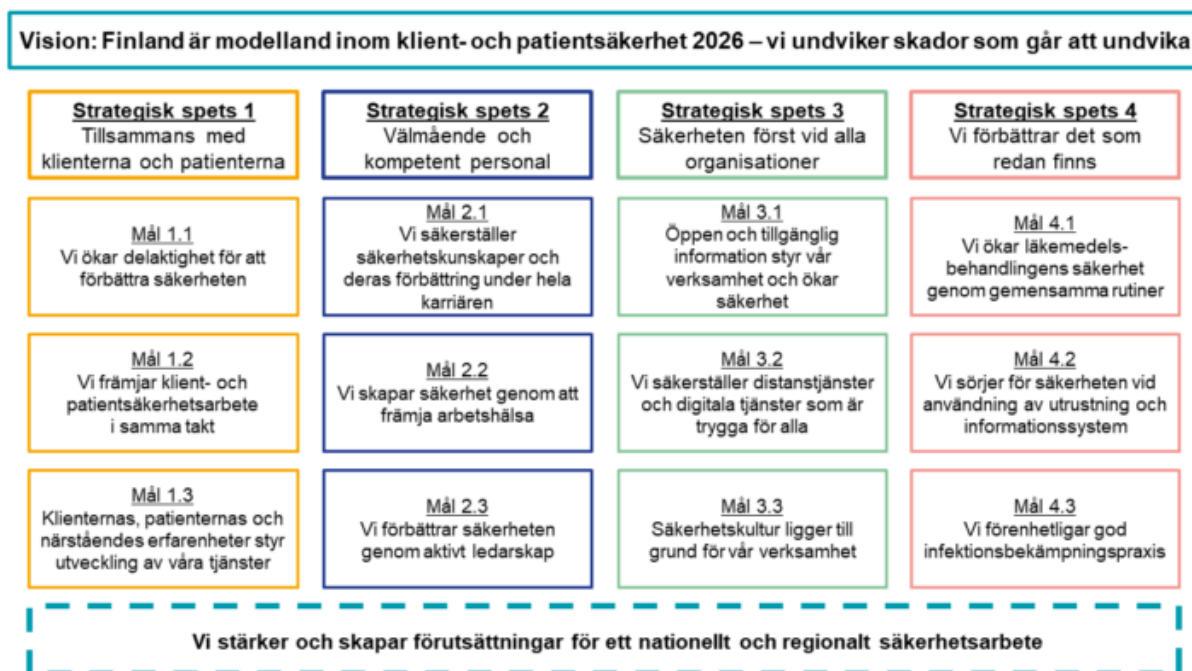 Vision: Finland är modelland inom klient- och patientsäkerhet 2026 – vi undviker skador som går att undvika
Strategisk spets 1
Tillsammans med
klienterna och patienterna
Mål 1.1
Vi ökar delaktighet för att
förbättra säkerheten
Mål 1.2
Vi främjar klient- och
patientsäkerhetsarbete
i samma takt
Mål 1.3
Klienternas, patienternas och
närståendes erfarenheter styr
utveckling av våra tjänster
Strategisk spets 2
Välmående och
kompetent personal
Mål 2.1
Vi säkerställer
säkerhetskunskaper och
deras förbättring under hela
karriären
Mål 2.2
Vi skapar säkerhet genom att
främja arbetshälsa
Mål 2.3
Vi förbättrar säkerheten
genom aktivt ledarskap
Strategisk spets 3
Säkerheten först vid alla
organisationer
Mål 3.1
Öppen och tillgänglig
information styr vår
verksamhet och ökar
säkerhet
Mål 3.2
Vi säkerställer distanstjänster
och digitala tjänster som är
trygga för alla
Mål 3.3
Säkerhetskultur ligger till
grund för vår verksamhet
Strategisk spets 4
Vi förbättrar det som
redan finns
Mål 4.1
Vi ökar läkemedels-
behandlingens säkerhet
genom gemensamma rutiner
Mål 4.2
Vi sörjer för säkerheten vid
användning av utrustning och
informationssystem
Mål 4.3
Vi förenhetligar god
infektionsbekämpningspraxis
Vi stärker och skapar förutsättningar för ett nationellt och regionalt säkerhetsarbete